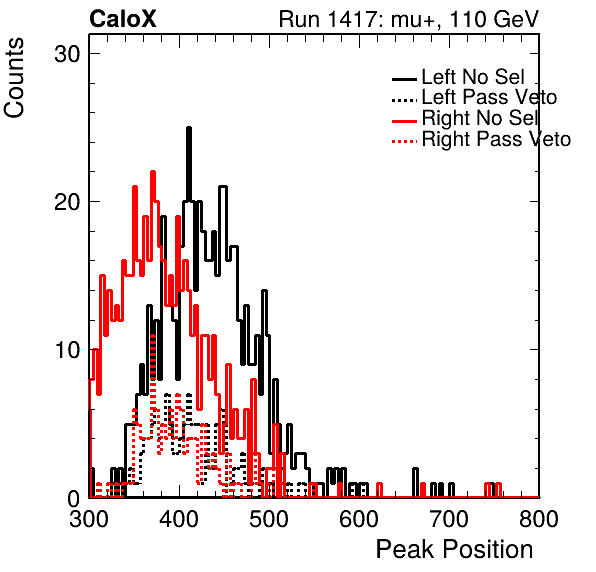 CaloX Run 1417: mu+, 110 GeV
Counts
30
20
10
0
Left No Sel
Left Pass Veto
Right No Sel
Right Pass Veto
300 400 500 600 700 800
Peak Position